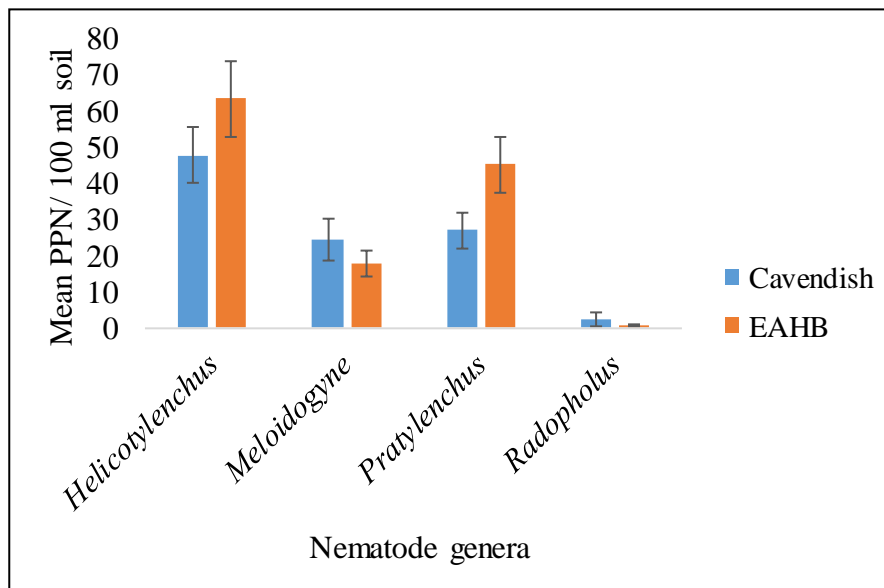 Mean PPN/ 100 ml soil
80
70
60
50
40
30
20
10
0
Helicotylenchus
Meloidogyne
Pratylenchus
Radopholus
Nematode genera
Cavendish
EAHB